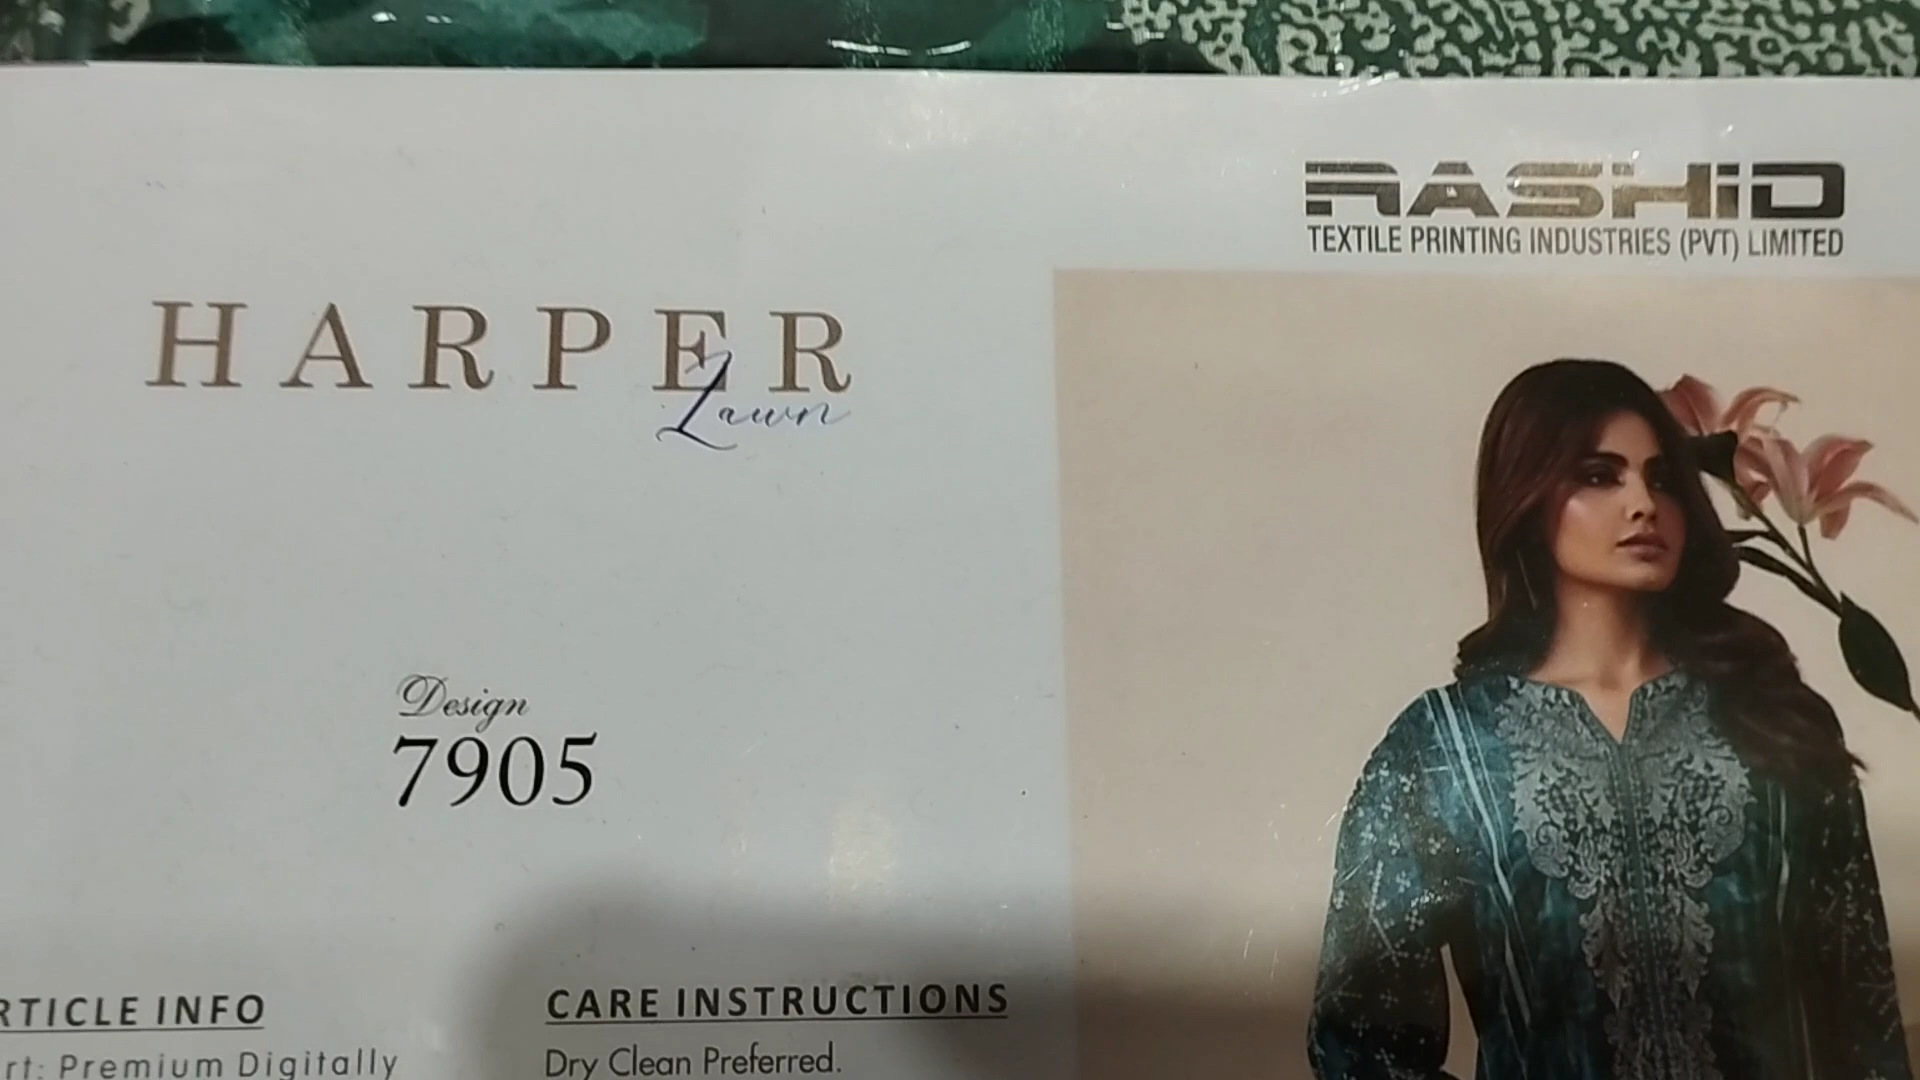 RASHiD
TEXTILE PRINTING INDUSTRIES (PVT) LIMITED
HARPER
Lawn
Design
7905
RTICLE INFO
rt: Premium Digitally
CARE INSTRUCTIONS
Dry Clean Preferred.